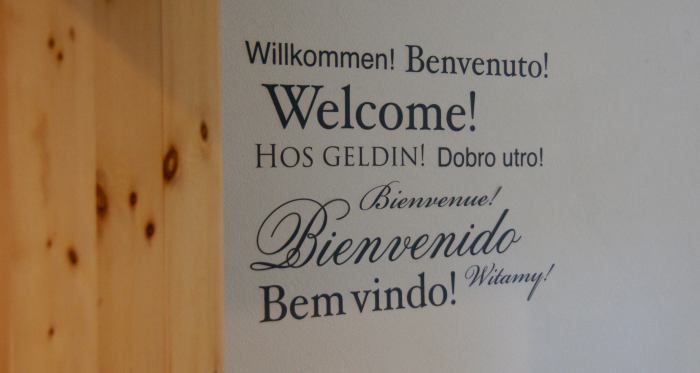 Willkommen! Benvenuto!
Welcome!
HOS GELDIN! Dobro utro!
Bienvenue!
Bienvenido
Witamy!
Bem vindo!